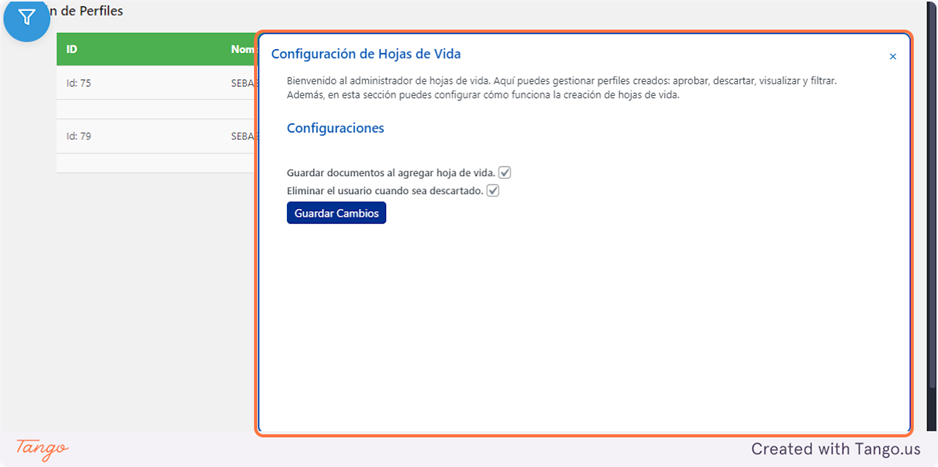 n de Perfiles
ID
Nom
Id: 75
SEBA
Id: 79
SEBA
Configuración de Hojas de Vida
×
Bienvenido al administrador de hojas de vida. Aquí puedes gestionar perfiles creados: aprobar, descartar, visualizar y filtrar.
Además, en esta sección puedes configurar cómo funciona la creación de hojas de vida.
Configuraciones
Guardar documentos al agregar hoja de vida.
Eliminar el usuario cuando sea descartado.
Guardar Cambios
Tango
Created with Tango.us